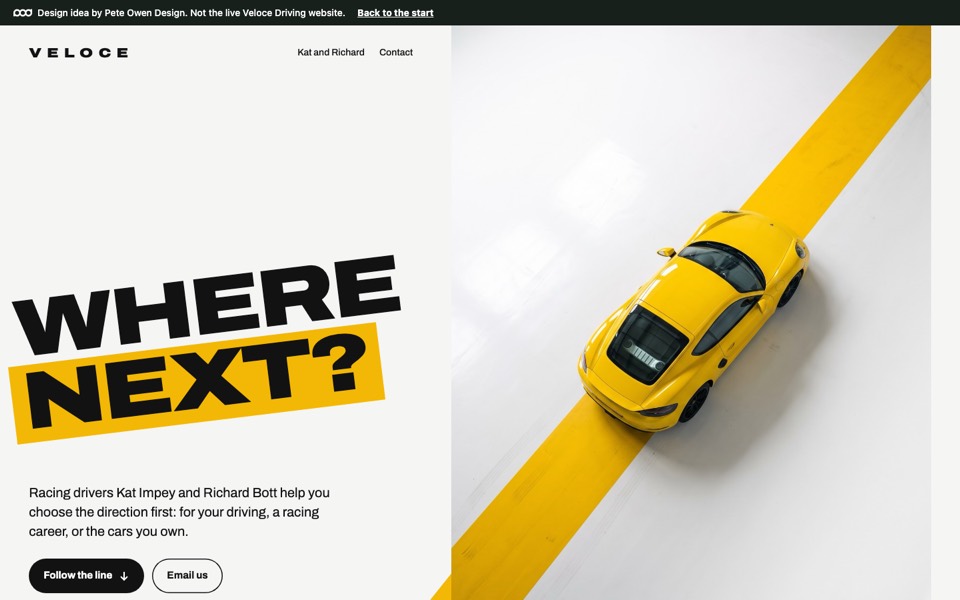 Design idea by Pete Owen Design. Not the live Veloce Driving website. Back to the start
VELOCE
Kat and Richard Contact
WHERE
NEXT?
Racing drivers Kat Impey and Richard Bott help you
choose the direction first: for your driving, a racing
career, or the cars you own.
Follow the line ↓ Email us